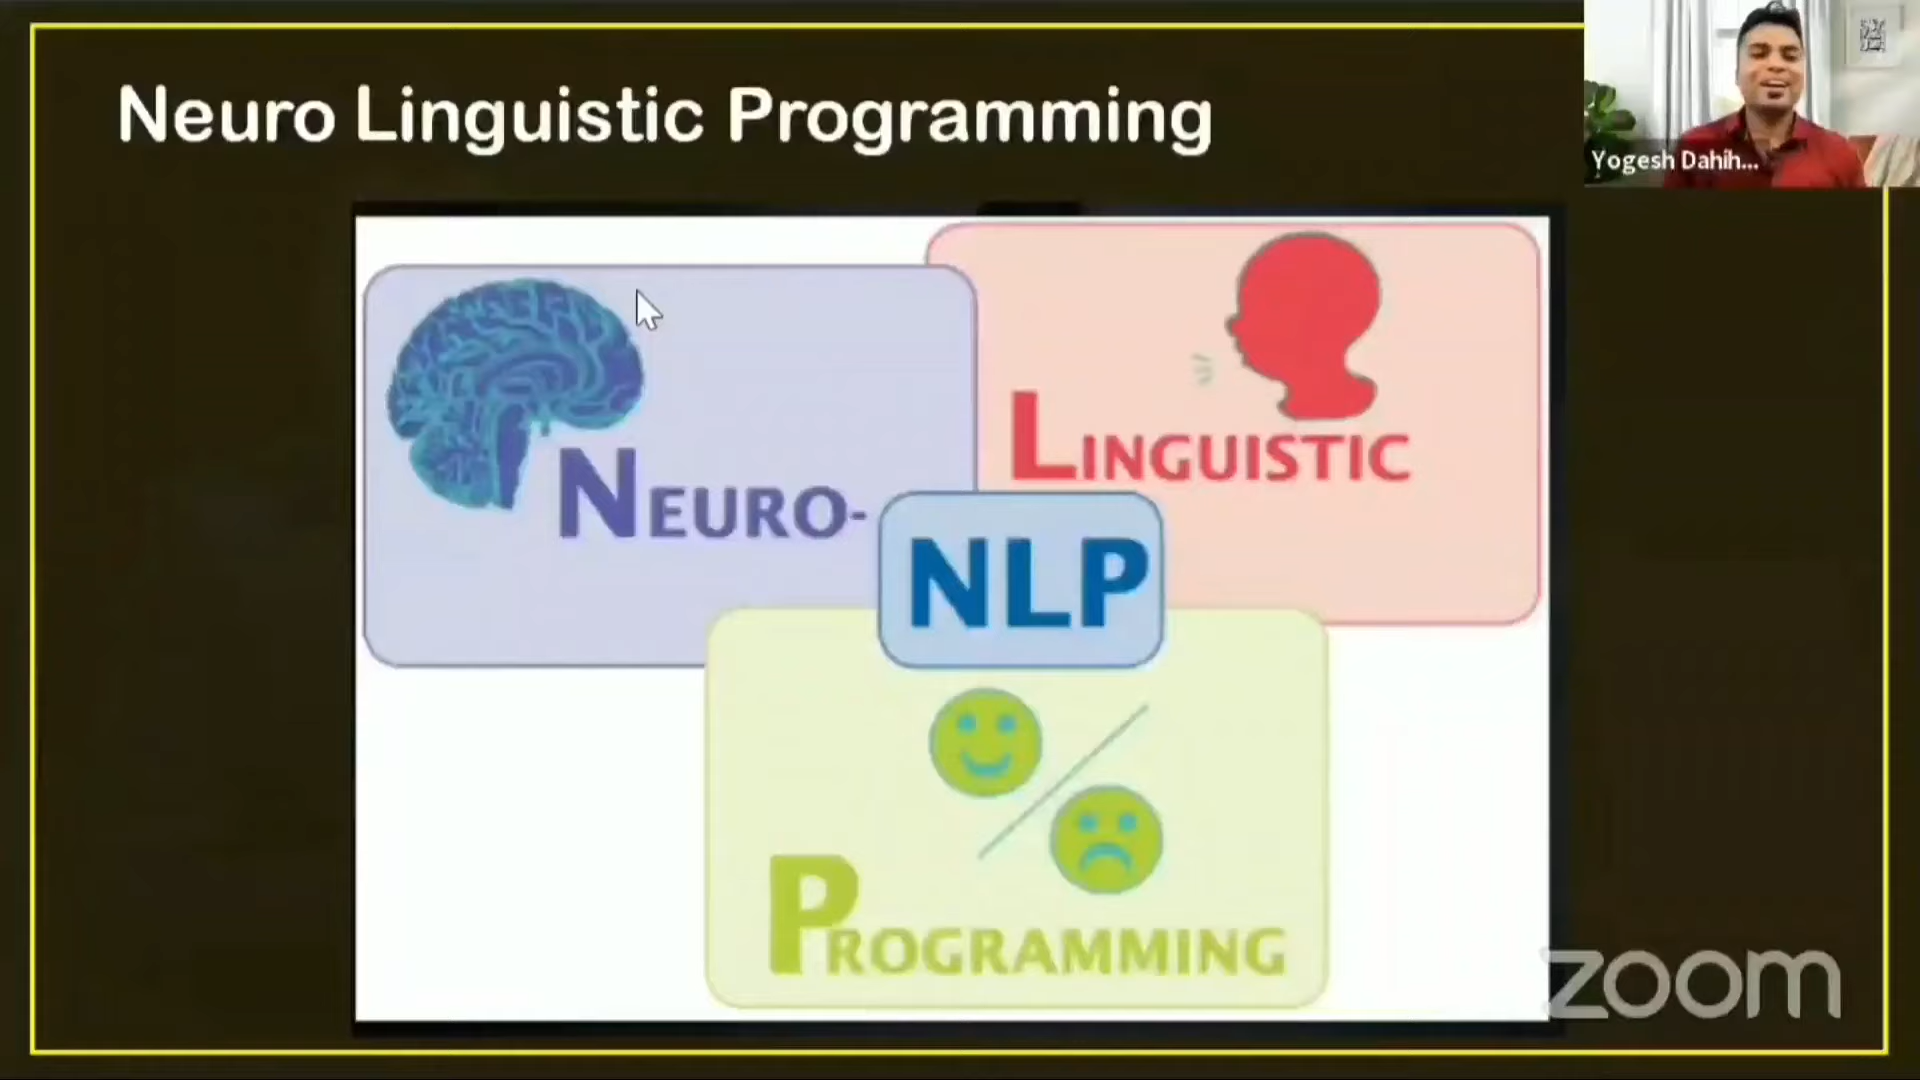 Neuro Linguistic Programming
Yogesh Dahih...
LINGUISTIC
NEURO-
NLP
PROGRAMMING
zoom